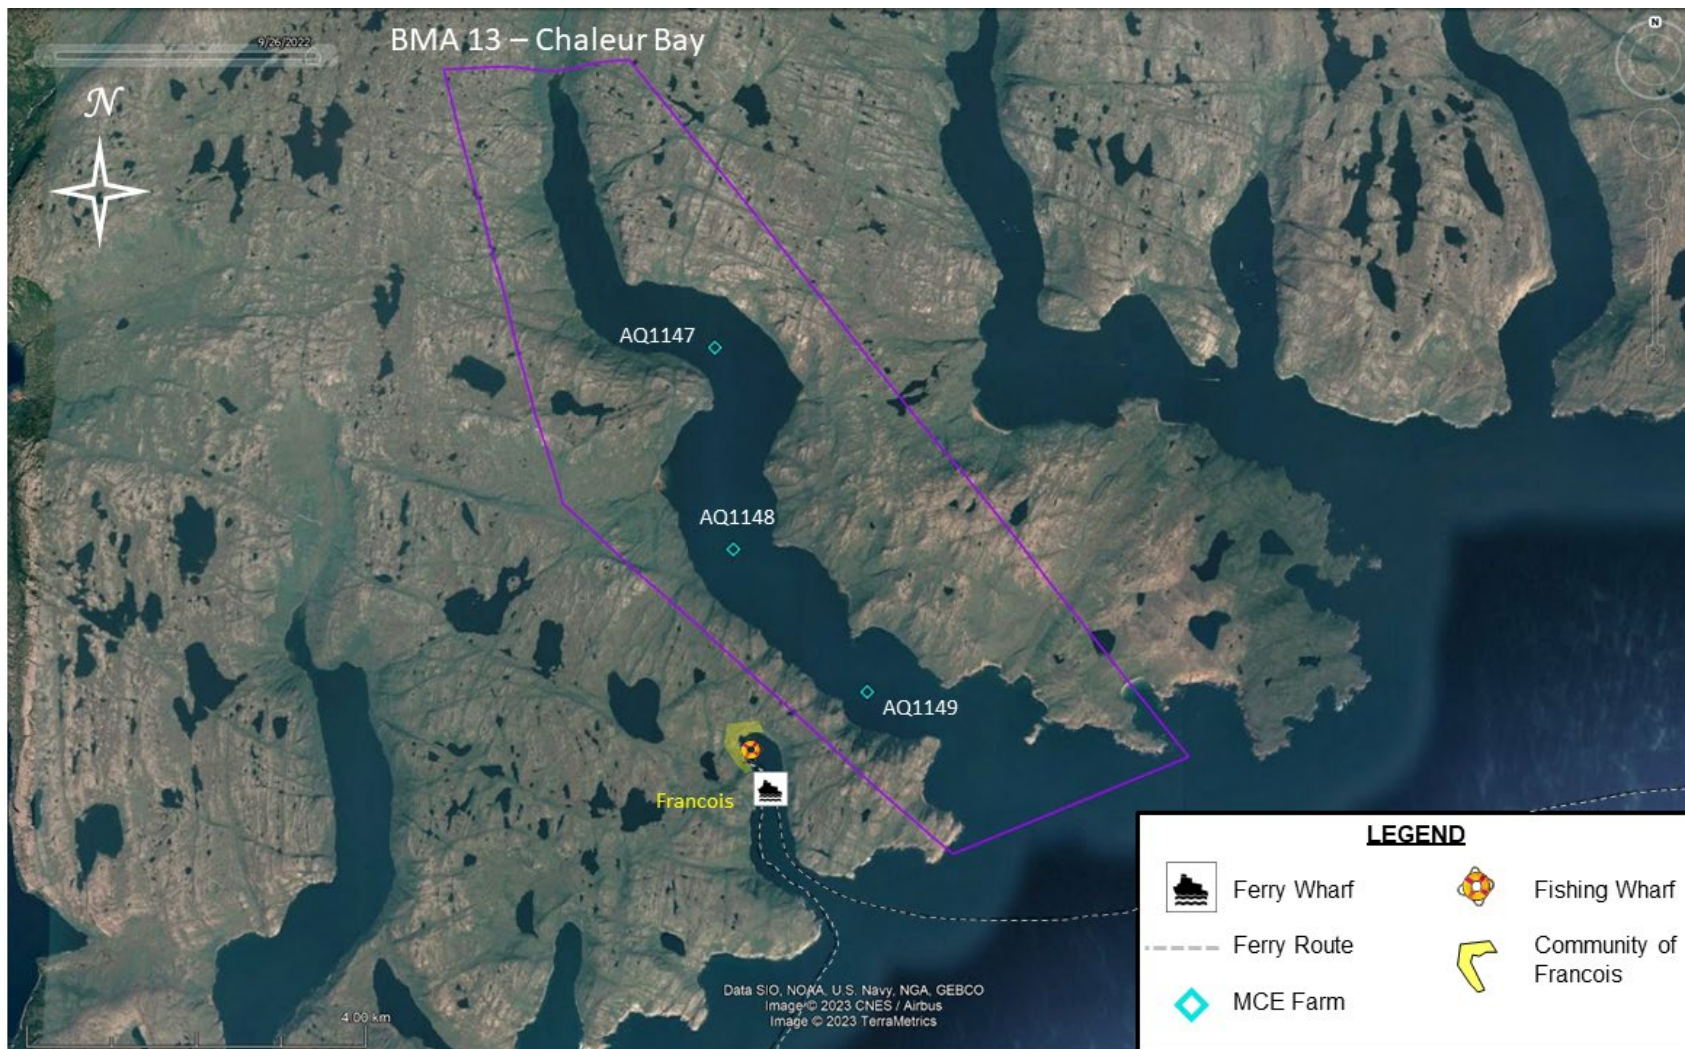 9/26/2022
BMA 13 – Chaleur Bay
N
N
AQ1147
AQ1148
AQ1149
Francois
LEGEND
Ferry Wharf
Fishing Wharf
Ferry Route
Community of
Francois
MCE Farm
Data SIO, NOAA, U.S. Navy, NGA, GEBCO
Image © 2023 CNES / Airbus
Image © 2023 TerraMetrics
4.00 km